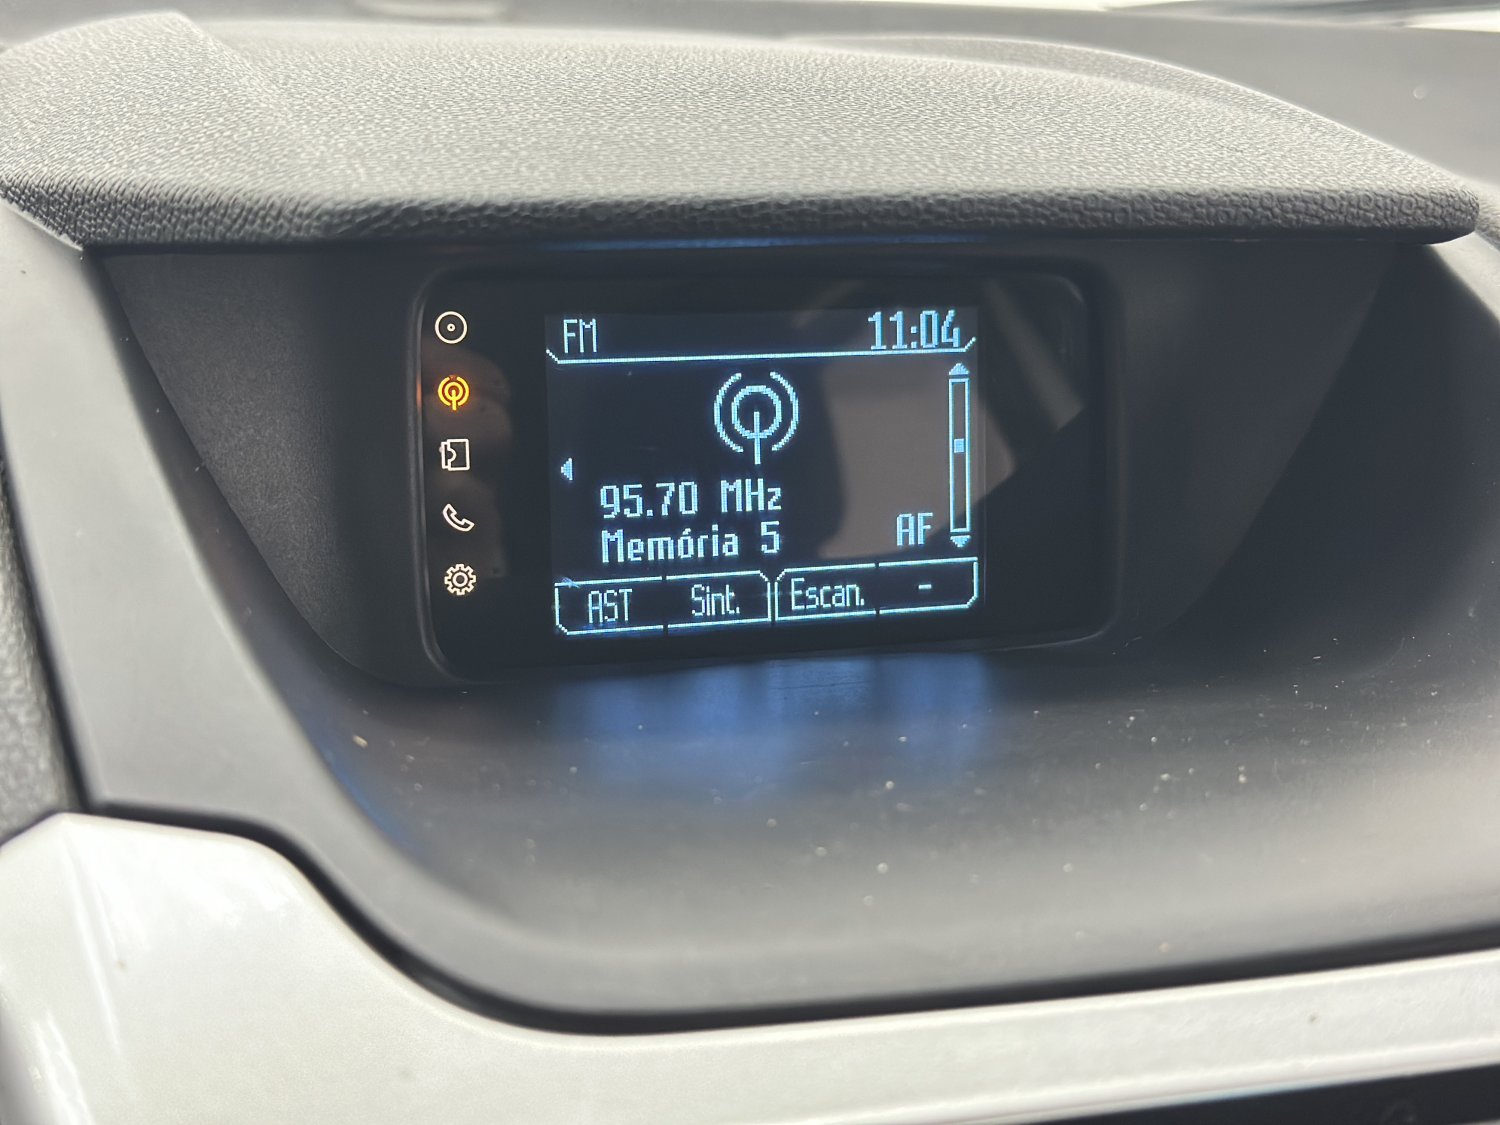 FM 11:04
95.70 MHz
Memória 5 AF
AST Sint. Escan. -